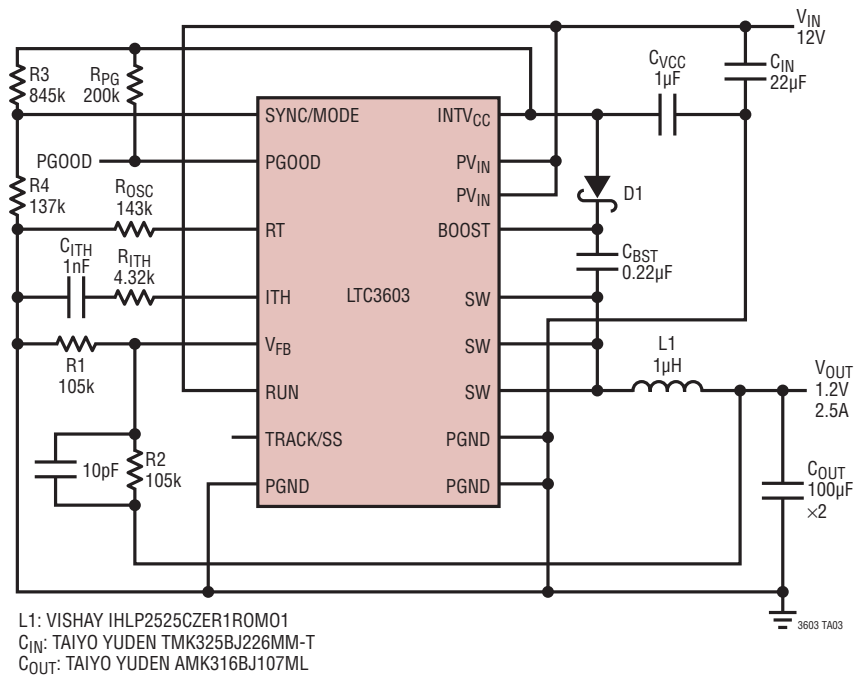 VIN
12V
R3
845k
RPG
200k
CVCC
1µF
CIN
22µF
SYNC/MODE
INTVCC
PGOOD
PGOOD
PVIN
R4
137k
PVIN
D1
ROSC
143k
RT
BOOST
CITH
1nF
RITH
4.32k
CBST
0.22µF
ITH
LTC3603
SW
VFB
SW
R1
105k
L1
1µH
RUN
SW
VOUT
1.2V
2.5A
TRACK/SS
PGND
10pF
R2
105k
PGND
PGND
COUT
100µF
×2
3603 TA03
L1: VISHAY IHLP2525CZER1ROMO1
CIN: TAIYO YUDEN TMK325BJ226MM-T
COUT: TAIYO YUDEN AMK316BJ107ML